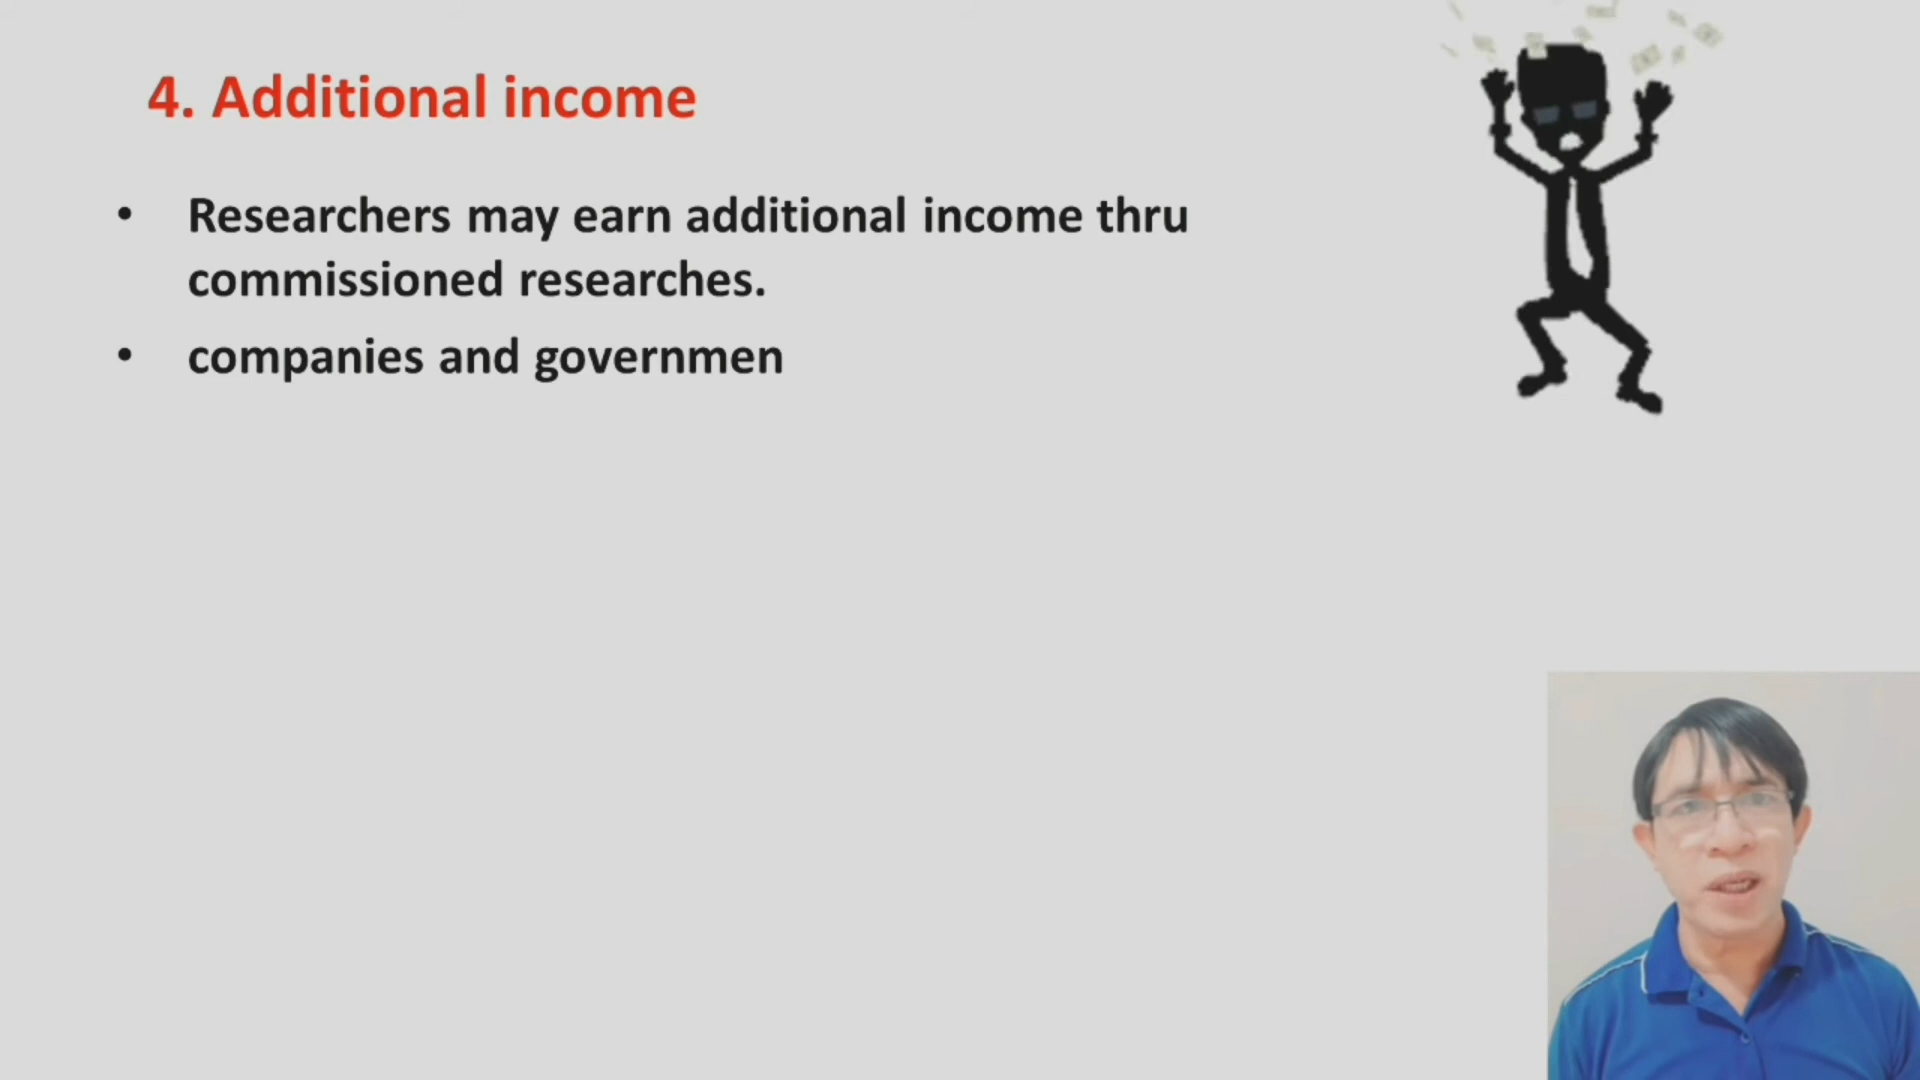 4. Additional income
• Researchers may earn additional income thru
commissioned researches.
• companies and governmen